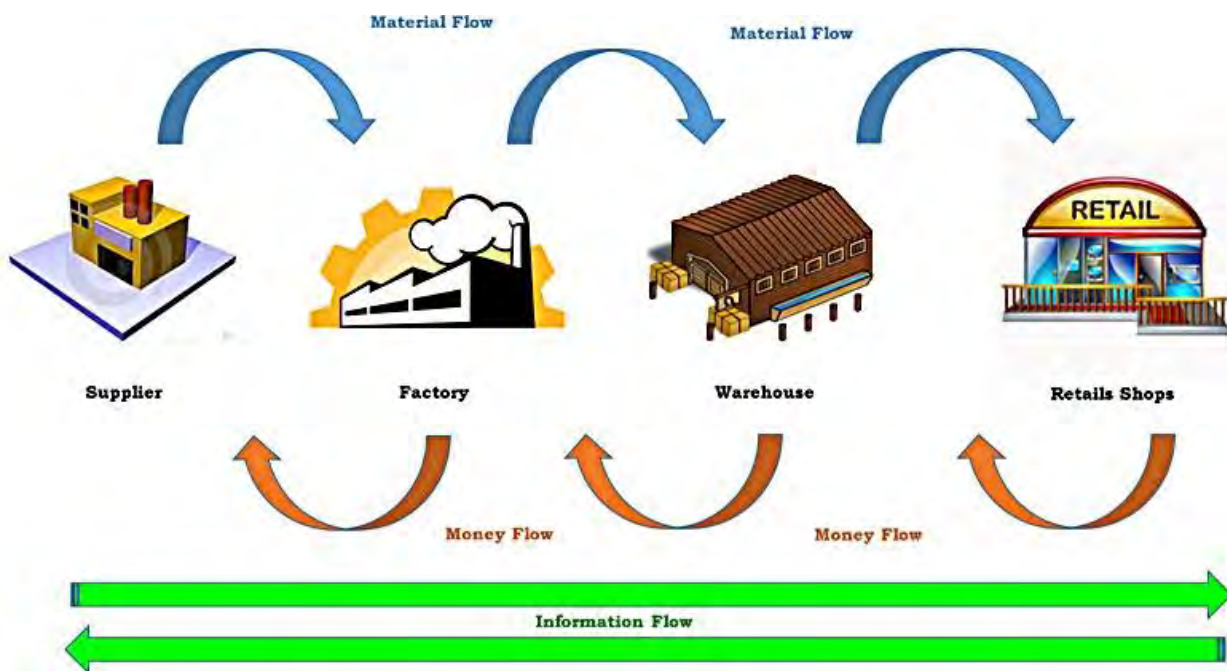 Material Flow
Material Flow
RETAIL
Supplier
Factory
Warehouse
Retails Shops
Money Flow
Money Flow
Information Flow